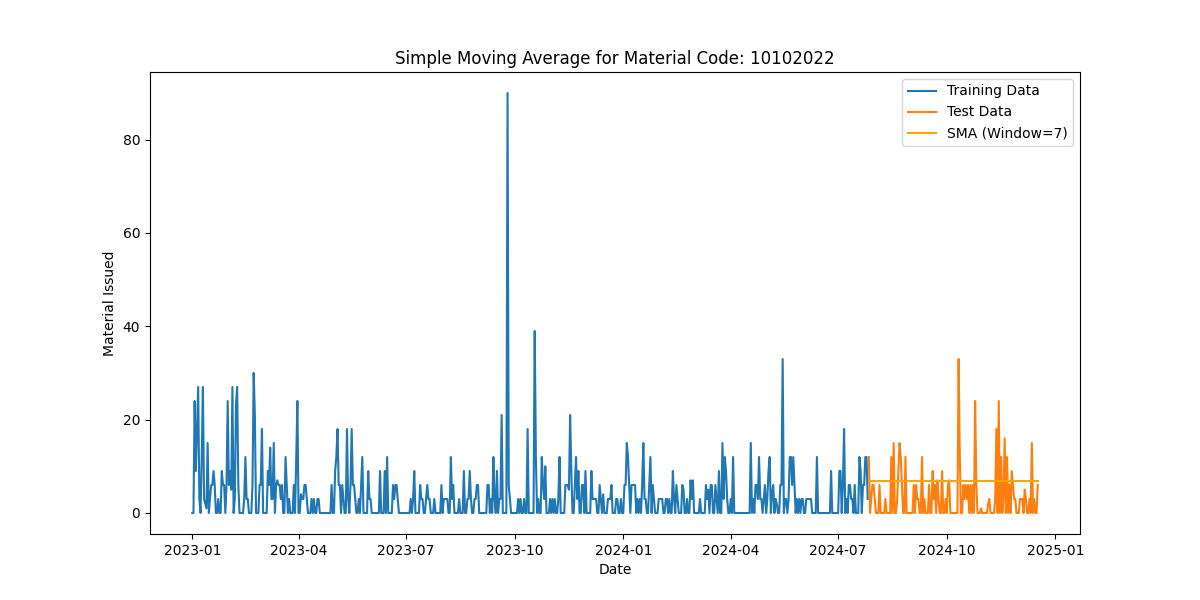 Simple Moving Average for Material Code: 10102022
Training Data
Test Data
SMA (Window=7)
Material Issued
80
60
40
20
0
2023-01
2023-04
2023-07
2023-10
2024-01
2024-04
2024-07
2024-10
2025-01
Date